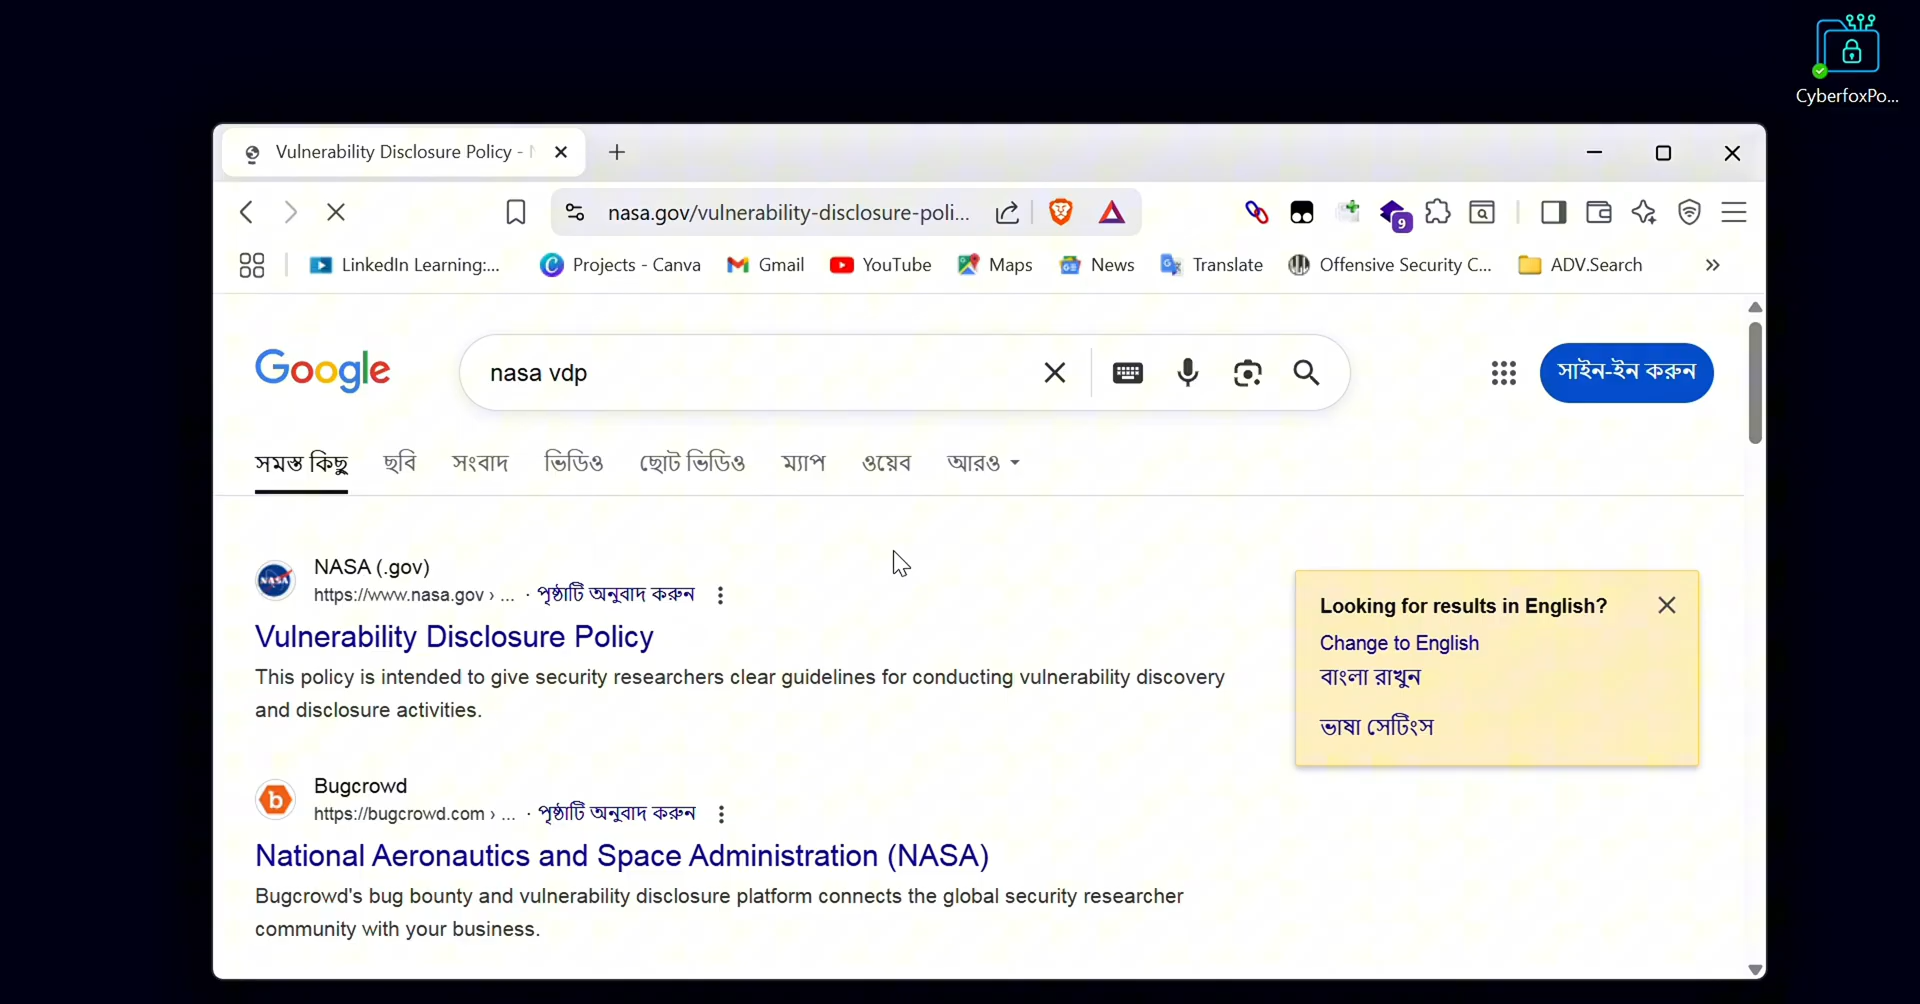 CyberfoxPo...
Vulnerability Disclosure Policy -
nasa.gov/vulnerability-disclosure-poli...
9
LinkedIn Learning:...
Projects - Canva
Gmail
YouTube
Maps
News
Translate
Offensive Security C...
ADV.Search
Google
nasa vdp
সাইন-ইন করুন
সমস্ত কিছু
ছবি
সংবাদ
ভিডিও
ছোট ভিডিও
ম্যাপ
ওয়েব
আরও
NASA (.gov)
https://www.nasa.gov › ... · পৃষ্ঠাটি অনুবাদ করুন
Vulnerability Disclosure Policy
This policy is intended to give security researchers clear guidelines for conducting vulnerability discovery
and disclosure activities.
Looking for results in English?
Change to English
বাংলা রাখুন
ভাষা সেটিংস
Bugcrowd
https://bugcrowd.com › ... · পৃষ্ঠাটি অনুবাদ করুন
National Aeronautics and Space Administration (NASA)
Bugcrowd's bug bounty and vulnerability disclosure platform connects the global security researcher
community with your business.